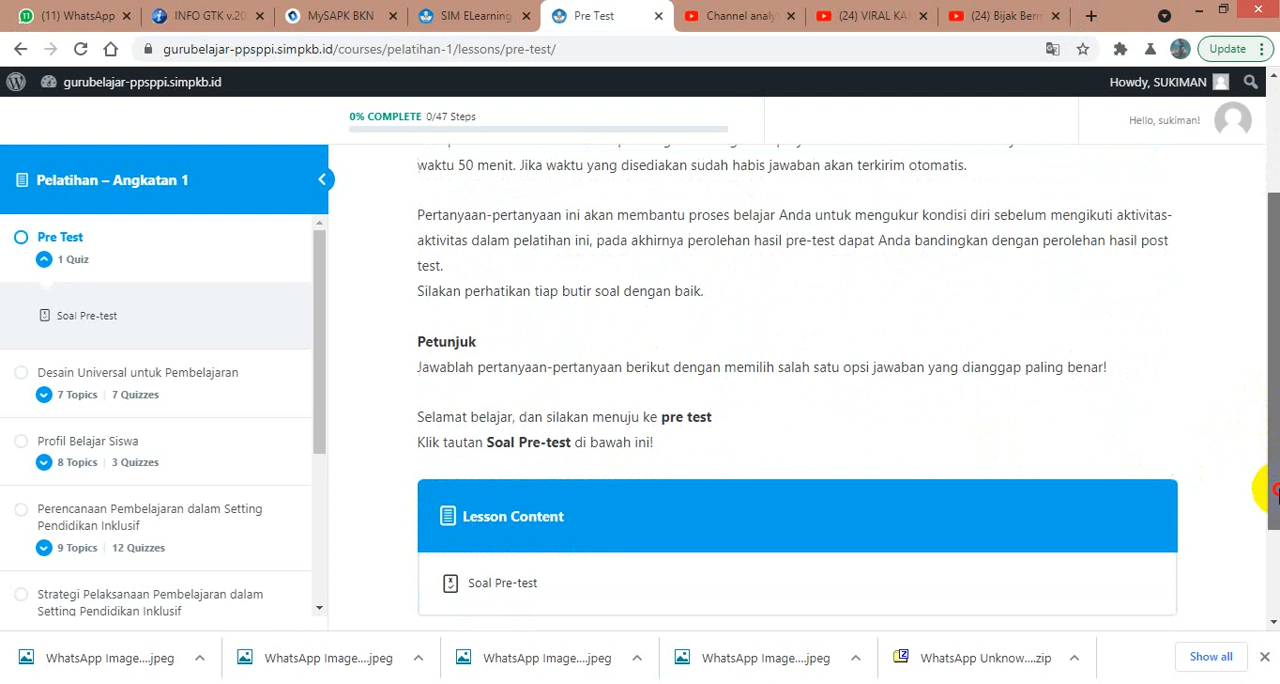 (11) WhatsApp
INFO GTK v.20
MySAPK BKN
SIM ELearning
Pre Test
Channel analy
(24) VIRAL KA
(24) Bijak Ber
gurubelajar-ppsppi.simpkb.id/courses/pelatihan-1/lessons/pre-test/
Update
gurubelajar-ppsppi.simpkb.id
Howdy, SUKIMAN
0% COMPLETE 0/47 Steps
Hello, sukiman!
Pelatihan – Angkatan 1
Pre Test
1 Quiz
Soal Pre-test
Desain Universal untuk Pembelajaran
7 Topics | 7 Quizzes
Profil Belajar Siswa
8 Topics | 3 Quizzes
Perencanaan Pembelajaran dalam Setting
Pendidikan Inklusif
9 Topics | 12 Quizzes
Strategi Pelaksanaan Pembelajaran dalam
Setting Pendidikan Inklusif
waktu 50 menit. Jika waktu yang disediakan sudah habis jawaban akan terkirim otomatis.
Pertanyaan-pertanyaan ini akan membantu proses belajar Anda untuk mengukur kondisi diri sebelum mengikuti aktivitas-
aktivitas dalam pelatihan ini, pada akhirnya perolehan hasil pre-test dapat Anda bandingkan dengan perolehan hasil post
test.
Silakan perhatikan tiap butir soal dengan baik.
Petunjuk
Jawablah pertanyaan-pertanyaan berikut dengan memilih salah satu opsi jawaban yang dianggap paling benar!
Selamat belajar, dan silakan menuju ke pre test
Klik tautan Soal Pre-test di bawah ini!
Lesson Content
Soal Pre-test
WhatsApp Image....jpeg
WhatsApp Image....jpeg
WhatsApp Image....jpeg
WhatsApp Image....jpeg
WhatsApp Unknow....zip
Show all